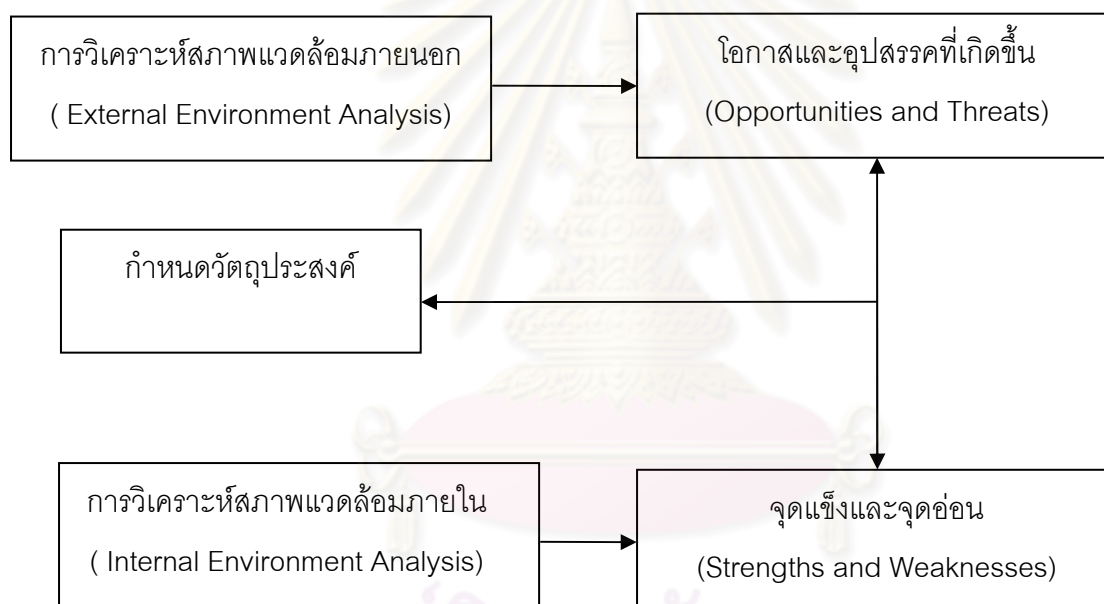 การวิเคราะห์สภาพแวดล้อมภายนอก
( External Environment Analysis)
โอกาสและอุปสรรคที่เกิดขึ้น
(Opportunities and Threats)
กำหนดวัตถุประสงค์
การวิเคราะห์สภาพแวดล้อมภายใน
( Internal Environment Analysis)
จุดแข็งและจุดอ่อน
(Strengths and Weaknesses)